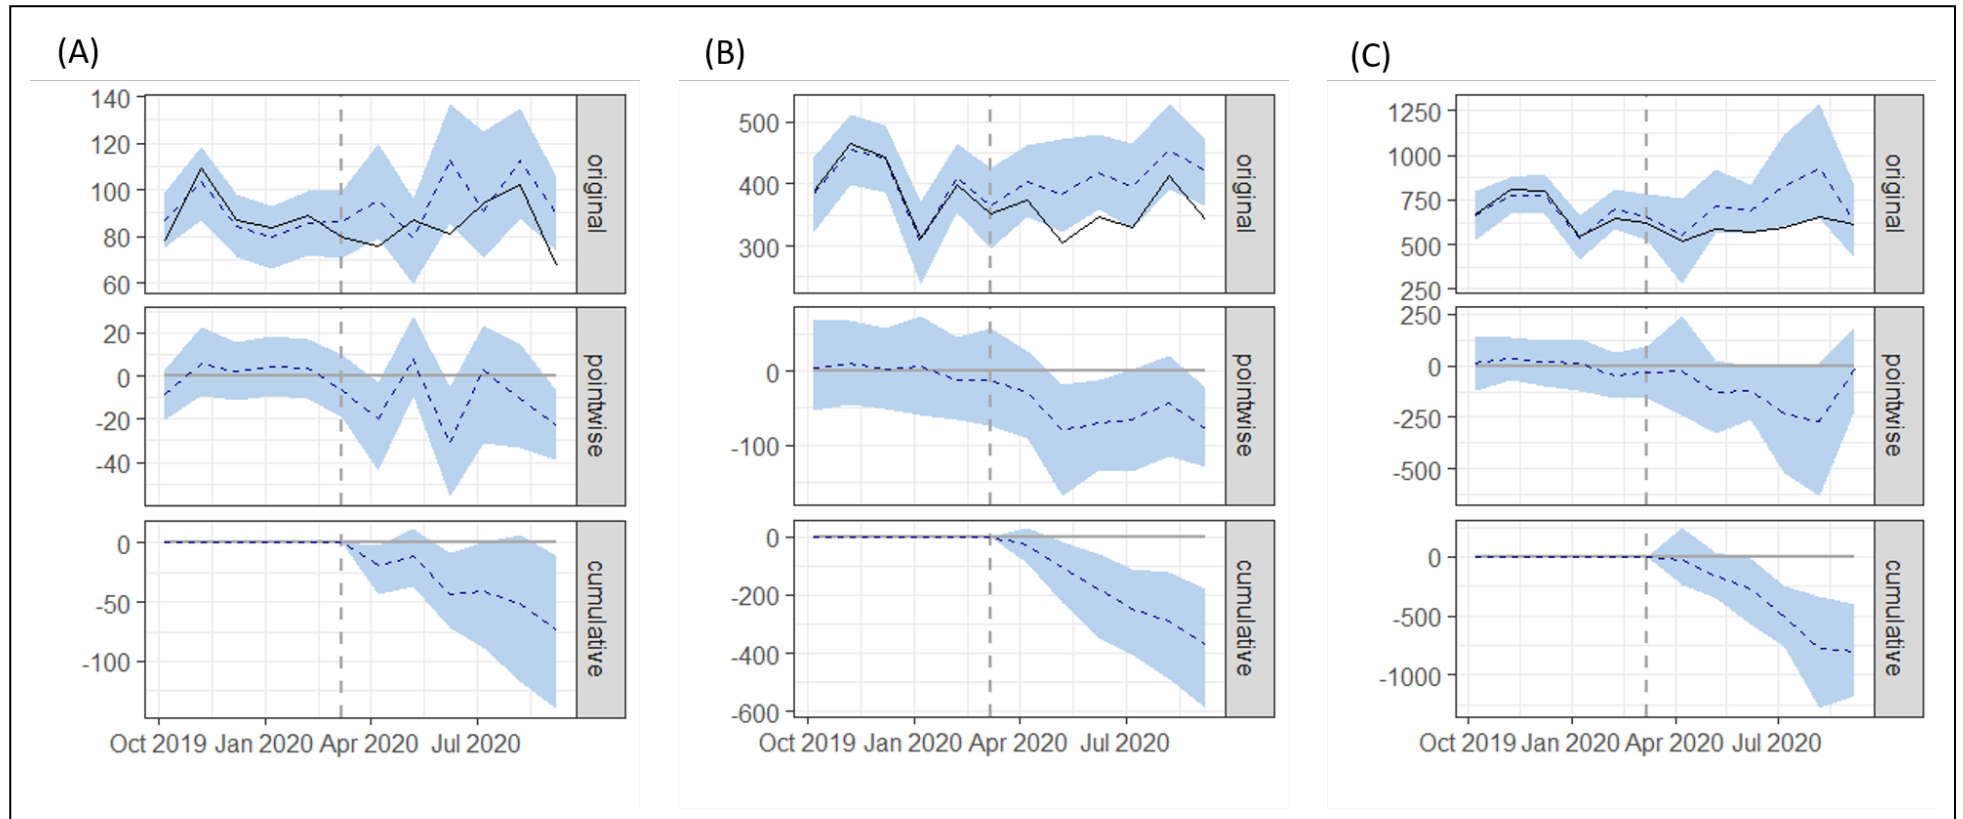 (A)
140
120
100
80
60
original
20
0
-20
-40
pointwise
0
-50
-100
cumulative
Oct 2019 Jan 2020 Apr 2020 Jul 2020
(B)
500
400
300
original
0
-100
pointwise
0
-200
-400
-600
cumulative
Oct 2019 Jan 2020 Apr 2020 Jul 2020
(C)
1250
1000
750
500
250
original
250
0
-250
-500
pointwise
0
-500
-1000
cumulative
Oct 2019 Jan 2020 Apr 2020 Jul 2020